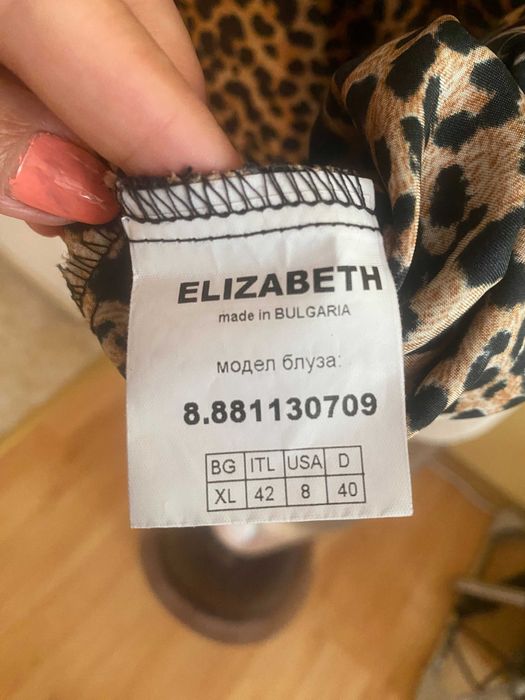 ELIZABETH
made in BULGARIA
модел блуза:
8.881130709
BG ITL USA D
XL 42 8 40